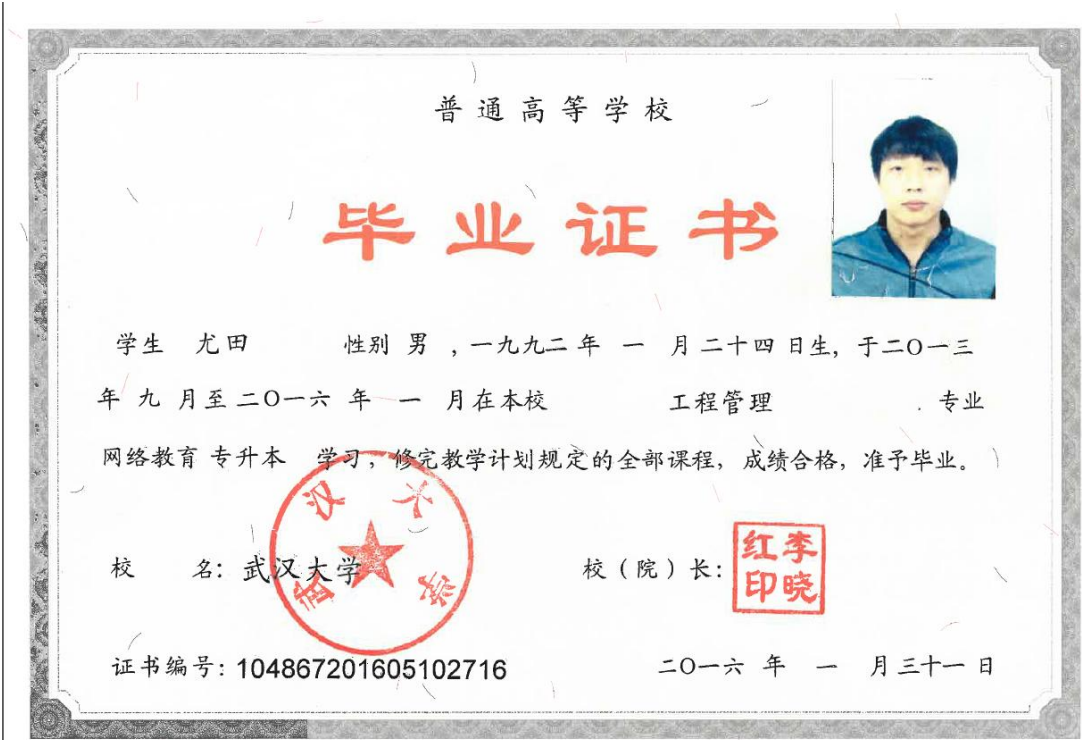 普通高等学校
毕业证书
学生 尤田 性别 男 ,一九九二年 一 月二十四日生, 于二〇一三
年 九 月至二〇一六 年 一 月在本校 工程管理 专业
网络教育 专升本 学习, 修完教学计划规定的全部课程, 成绩合格, 准予毕业。
校 名: 武汉大学
武汉大学
校(院)长:
李晓红印
证书编号: 104867201605102716
二〇一六 年 一 月三十一日